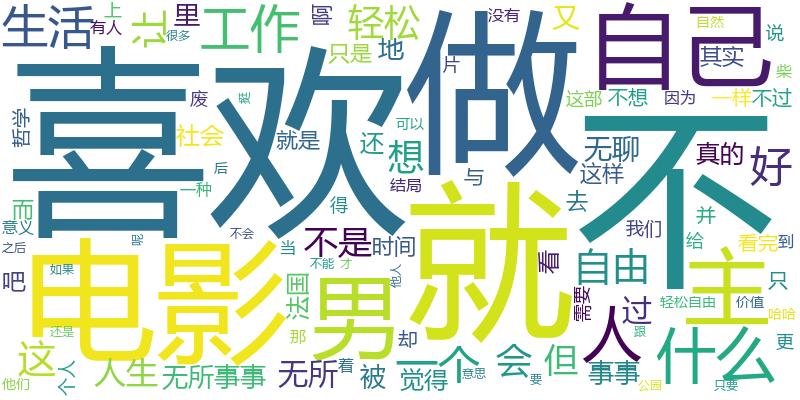 生活
上
有人
让
很多
里
工作
写
轻松
只是
地
没有
又
自己
自然
说
喜欢
做
不
片
其实
柴
废
挺
这部
不想
因为
一样
不过
哲学
社会
就是
还
可以
想
无聊
这样
真的
好
后
一种
得
结局
与
去
而
意义
之后
呢
不会
当
不是
时间
就
我们
并
给
看完
到
吧
如果
电影
法国
男
不能
才
他人
看
自由
需要
过
主
只
轻松自由
价值
哈哈
还是
那
却
人
跟
更
这
他们
个人
人生
无所事事
无所
着
被
觉得
一个
意思
会
要
但
事事
公园
什么
只要